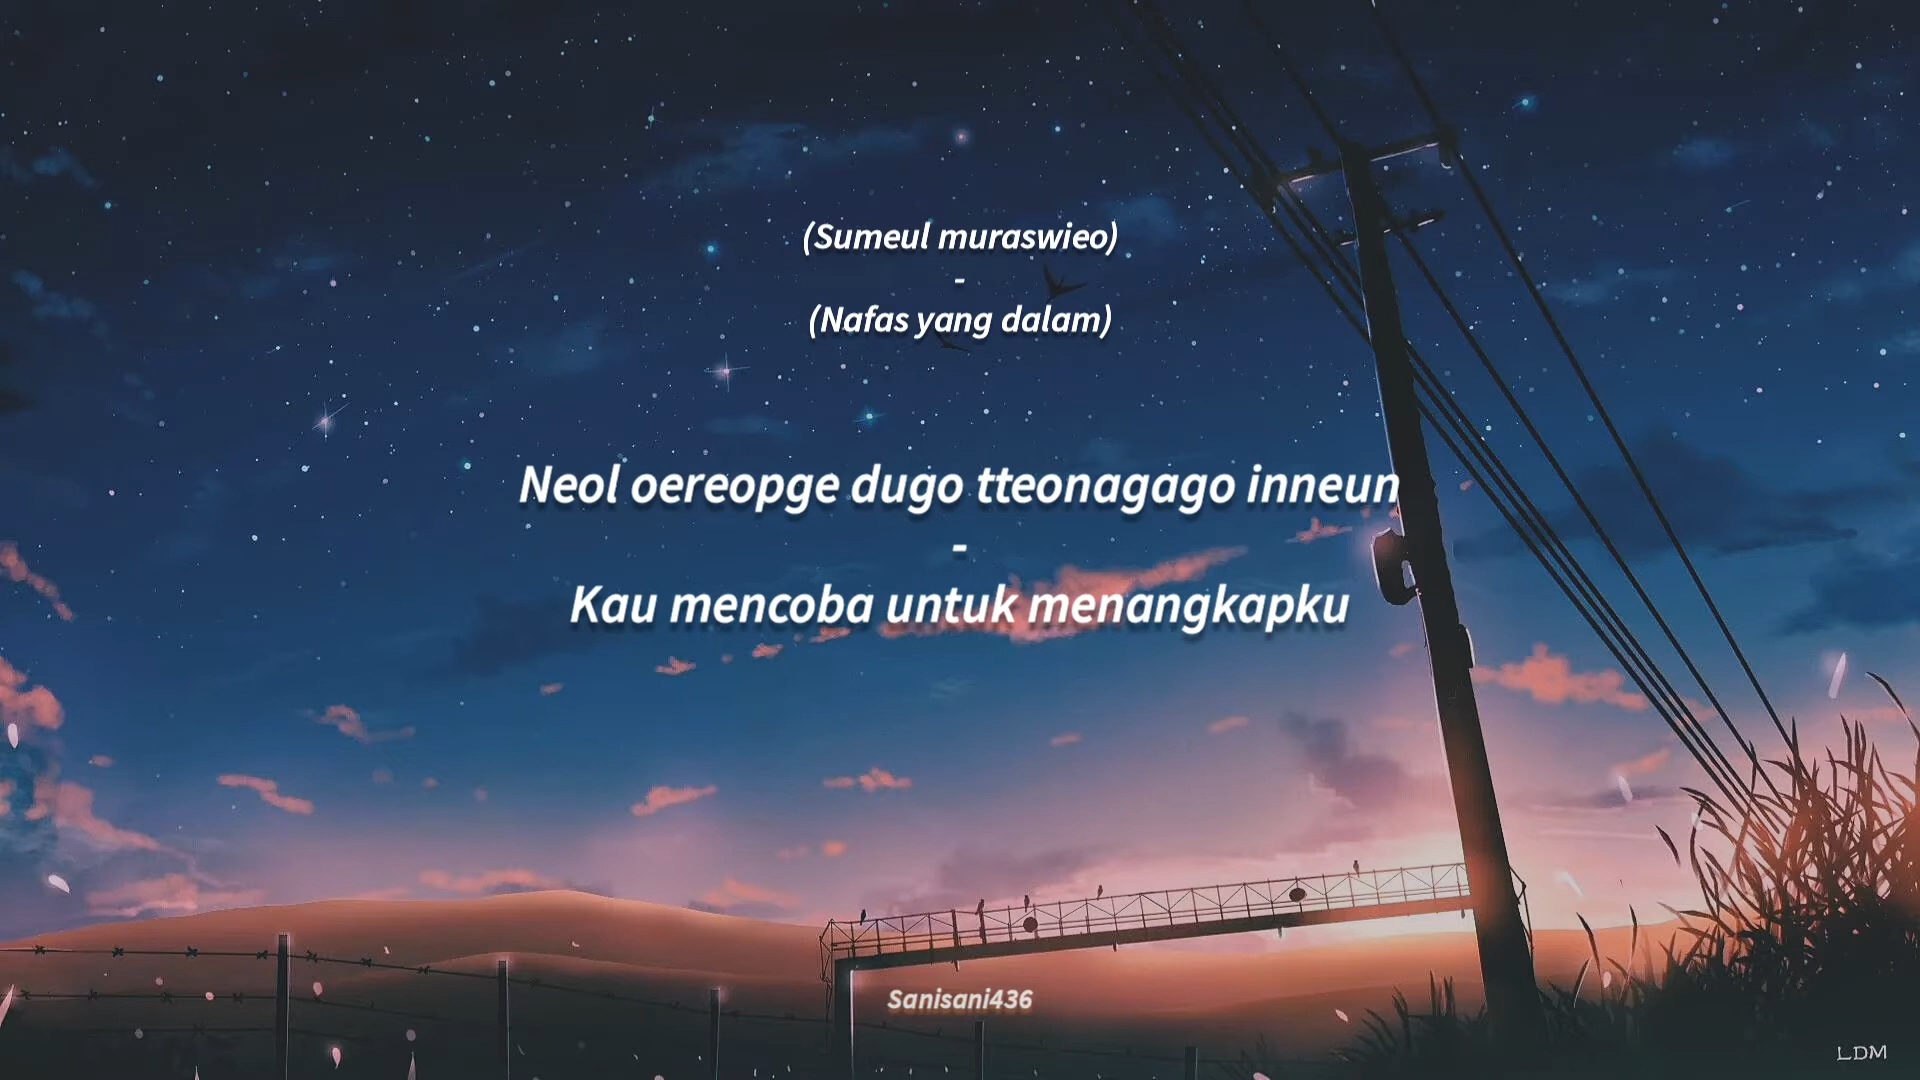 (Sumeul muraswieo)
-
(Nafas yang dalam)
Neol oereopge dugo tteonagago inneun
-
Kau mencoba untuk menangkapku
Sanisani436
LDM